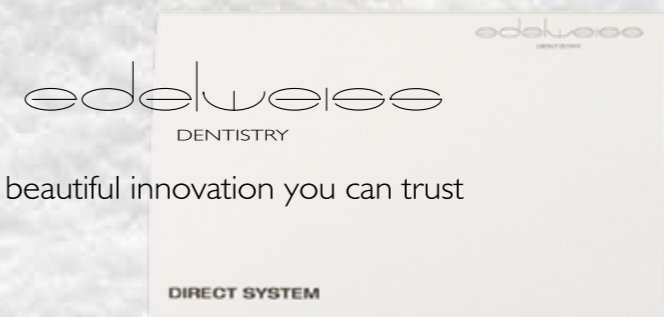 edelweiss
DENTISTRY
edelweiss
DENTISTRY
beautiful innovation you can trust
DIRECT SYSTEM